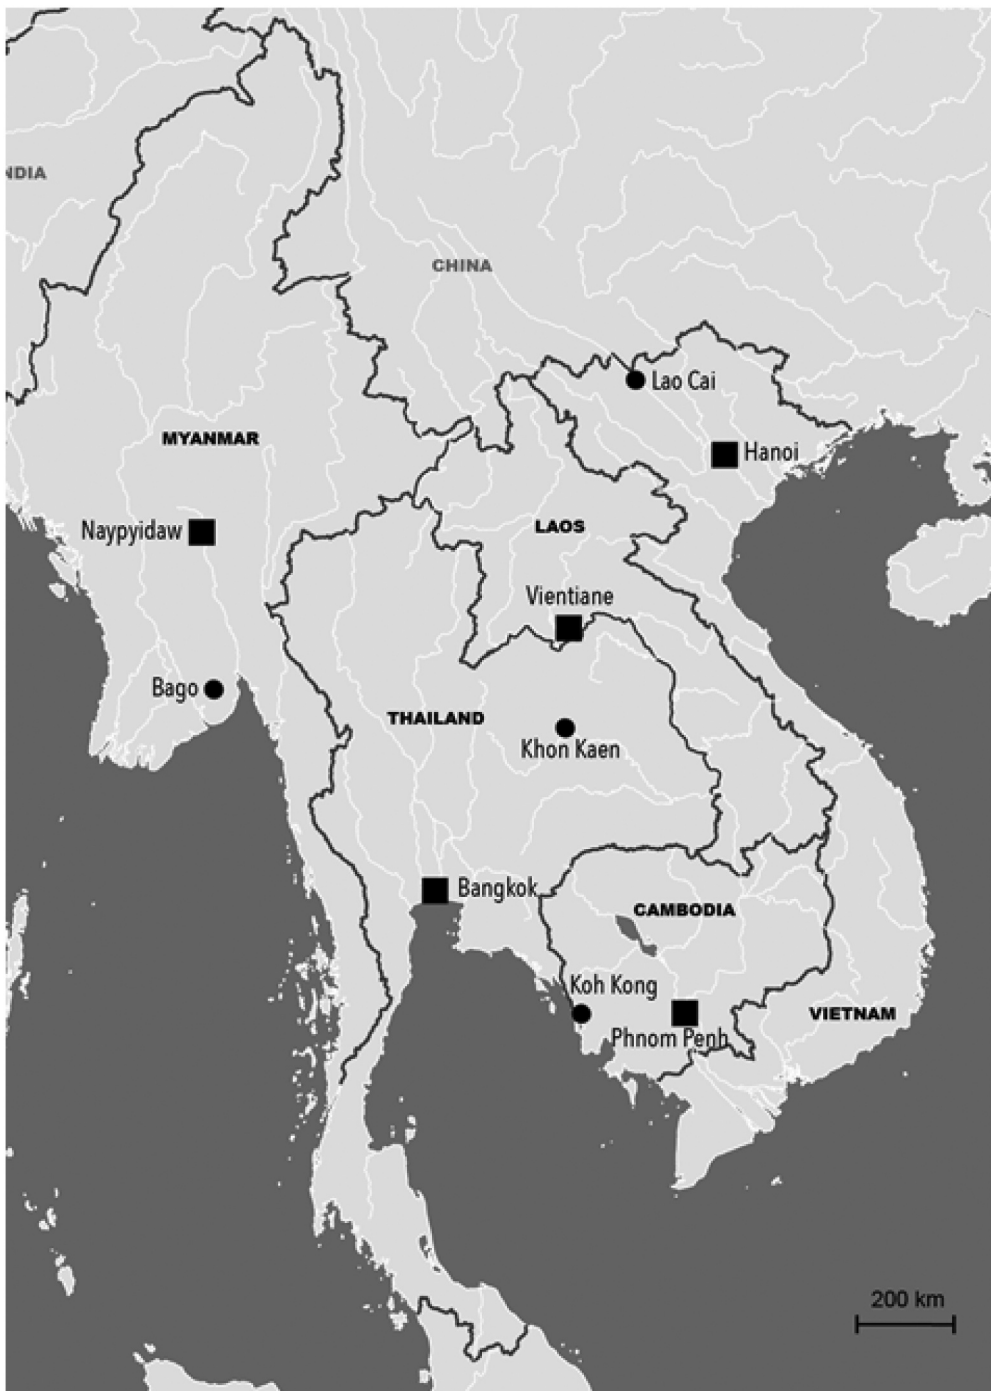 NDIA
CHINA
Lao Cai
MYANMAR
Hanoi
Naypyidaw
LAOS
Vientiane
Bago
THAILAND
Khon Kaen
Bangkok
CAMBODIA
Koh Kong
VIETNAM
Phnom Penh
200 km